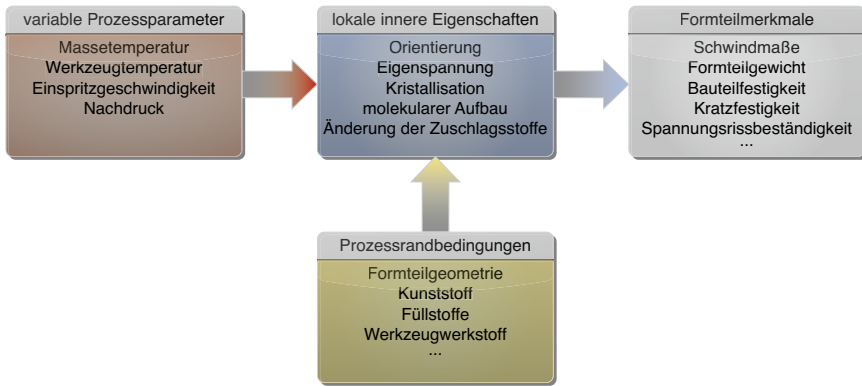 variable Prozessparameter
Massetemperatur
Werkzeugtemperatur
Einspritzgeschwindigkeit
Nachdruck
lokale innere Eigenschaften
Orientierung
Eigenspannung
Kristallisation
molekularer Aufbau
Änderung der Zuschlagsstoffe
Formteilmerkmale
Schwindmaße
Formteilgewicht
Bauteilfestigkeit
Kratzfestigkeit
Spannungsrissbeständigkeit
...
Prozessrandbedingungen
Formteilgeometrie
Kunststoff
Füllstoffe
Werkzeugwerkstoff
...